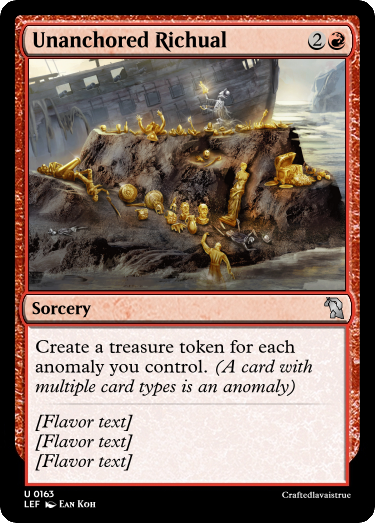 Unanchored Richual 2
Sorcery
Create a treasure token for each
anomaly you control. (A card with
multiple card types is an anomaly)
[Flavor text]
[Flavor text]
[Flavor text]
U 0163
LEF Ean Koh
Craftedlavaistrue